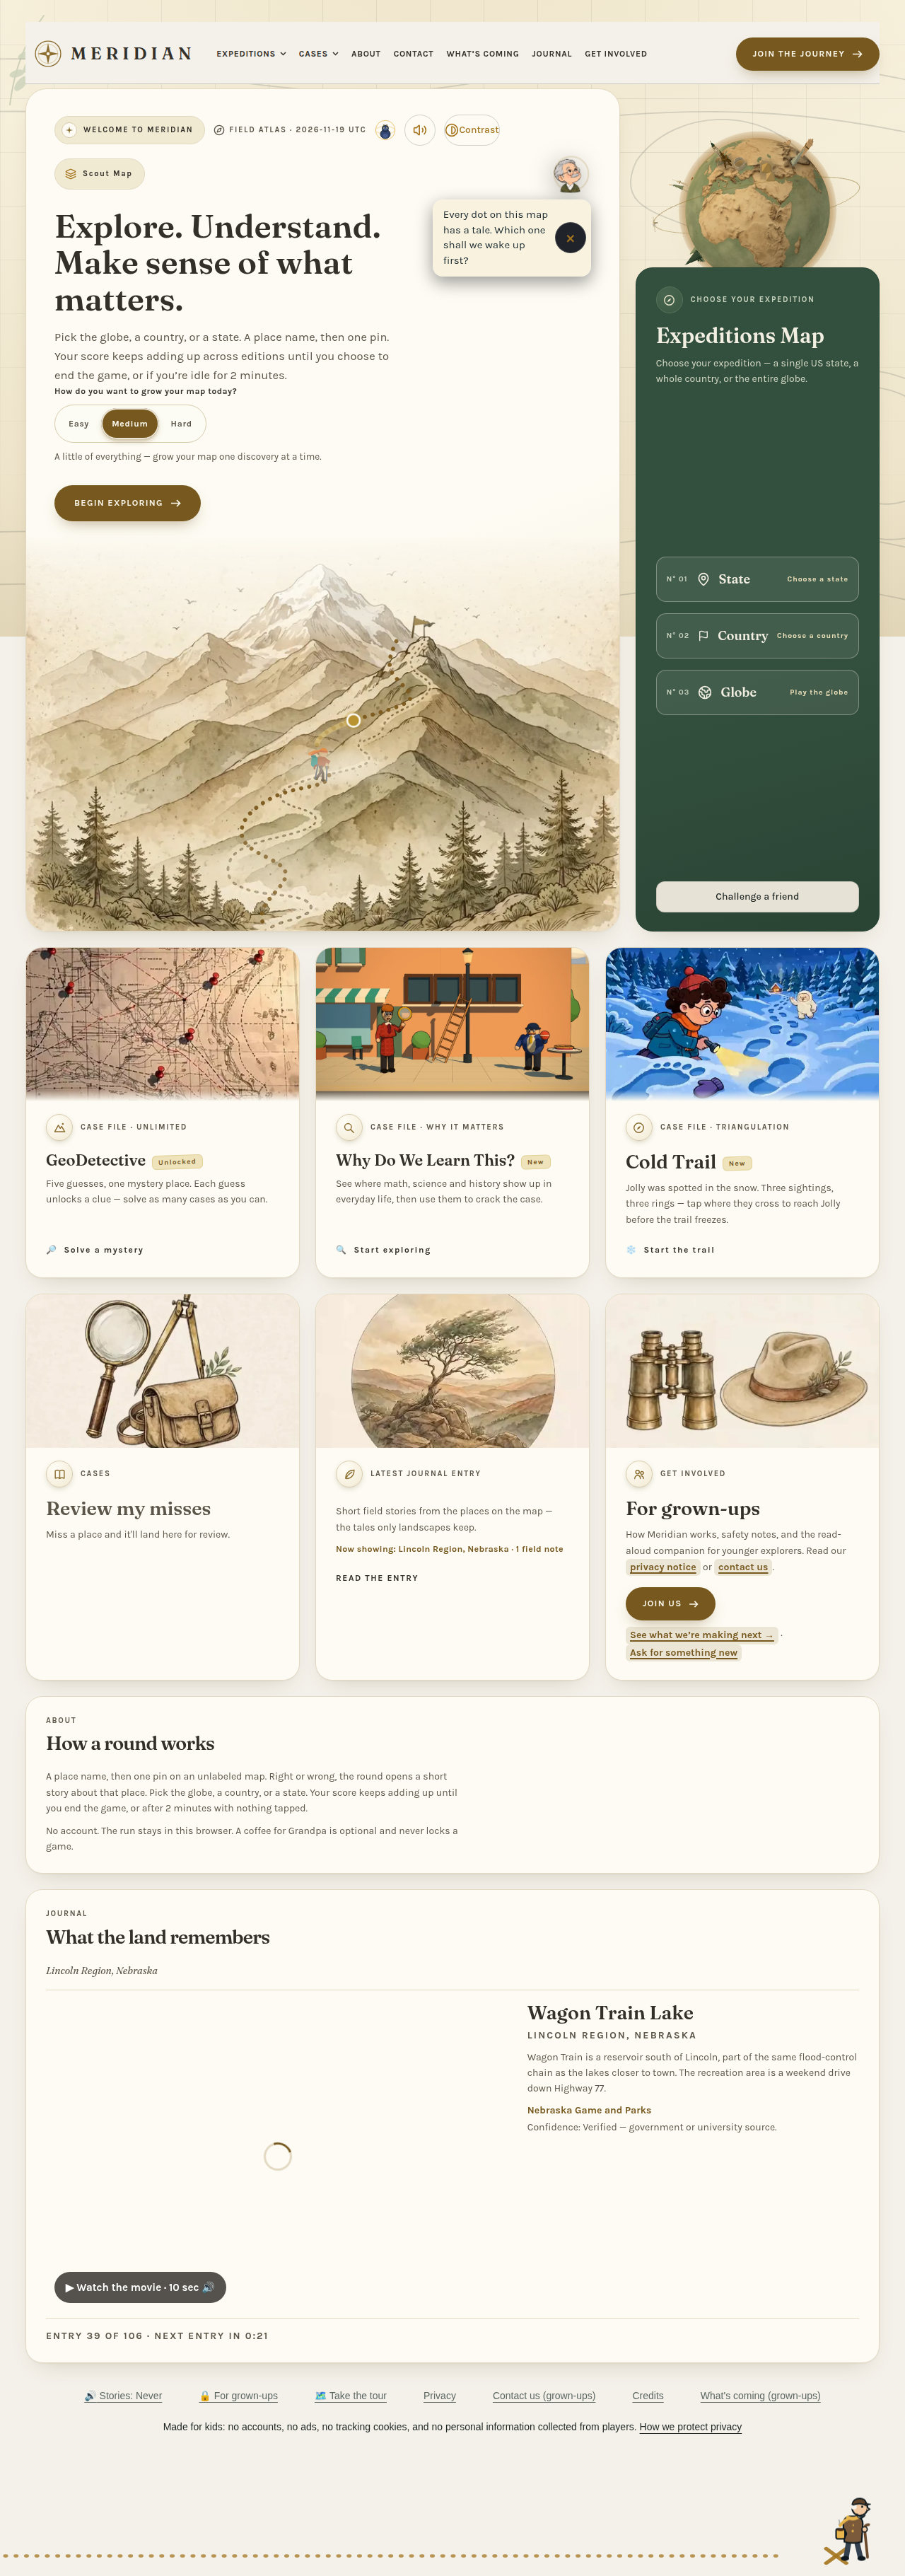 MERIDIAN
EXPEDITIONS
CASES
ABOUT
CONTACT
WHAT'S COMING
JOURNAL
GET INVOLVED
JOIN THE JOURNEY →
WELCOME TO MERIDIAN
FIELD ATLAS · 2026-11-19 UTC
Contrast
Scout Map
Every dot on this map
has a tale. Which one
shall we wake up
first?
×
Explore. Understand.
Make sense of what
matters.
Pick the globe, a country, or a state. A place name, then one pin.
Your score keeps adding up across editions until you choose to
end the game, or if you're idle for 2 minutes.
How do you want to grow your map today?
Easy
Medium
Hard
A little of everything — grow your map one discovery at a time.
BEGIN EXPLORING →
CHOOSE YOUR EXPEDITION
Expeditions Map
Choose your expedition — a single US state, a
whole country, or the entire globe.
N° 01 State Choose a state
N° 02 Country Choose a country
N° 03 Globe Play the globe
Challenge a friend
CASE FILE · UNLIMITED
GeoDetective Unlocked
Five guesses, one mystery place. Each guess
unlocks a clue — solve as many cases as you can.
🔎 Solve a mystery
CASE FILE · WHY IT MATTERS
Why Do We Learn This? New
See where math, science and history show up in
everyday life, then use them to crack the case.
🔍 Start exploring
CASE FILE · TRIANGULATION
Cold Trail New
Jolly was spotted in the snow. Three sightings,
three rings — tap where they cross to reach Jolly
before the trail freezes.
❄️ Start the trail
CASES
Review my misses
Miss a place and it'll land here for review.
LATEST JOURNAL ENTRY
Short field stories from the places on the map —
the tales only landscapes keep.
Now showing: Lincoln Region, Nebraska · 1 field note
READ THE ENTRY
GET INVOLVED
For grown-ups
How Meridian works, safety notes, and the read-
aloud companion for younger explorers. Read our
privacy notice or contact us.
JOIN US →
See what we're making next → ·
Ask for something new
ABOUT
How a round works
A place name, then one pin on an unlabeled map. Right or wrong, the round opens a short
story about that place. Pick the globe, a country, or a state. Your score keeps adding up until
you end the game, or after 2 minutes with nothing tapped.
No account. The run stays in this browser. A coffee for Grandpa is optional and never locks a
game.
JOURNAL
What the land remembers
Lincoln Region, Nebraska
Wagon Train Lake
LINCOLN REGION, NEBRASKA
Wagon Train is a reservoir south of Lincoln, part of the same flood-control
chain as the lakes closer to town. The recreation area is a weekend drive
down Highway 77.
Nebraska Game and Parks
Confidence: Verified — government or university source.
▶ Watch the movie · 10 sec 🔊
ENTRY 39 OF 106 · NEXT ENTRY IN 0:21
🔊 Stories: Never
🔒 For grown-ups
🗺️ Take the tour
Privacy
Contact us (grown-ups)
Credits
What's coming (grown-ups)
Made for kids: no accounts, no ads, no tracking cookies, and no personal information collected from players. How we protect privacy